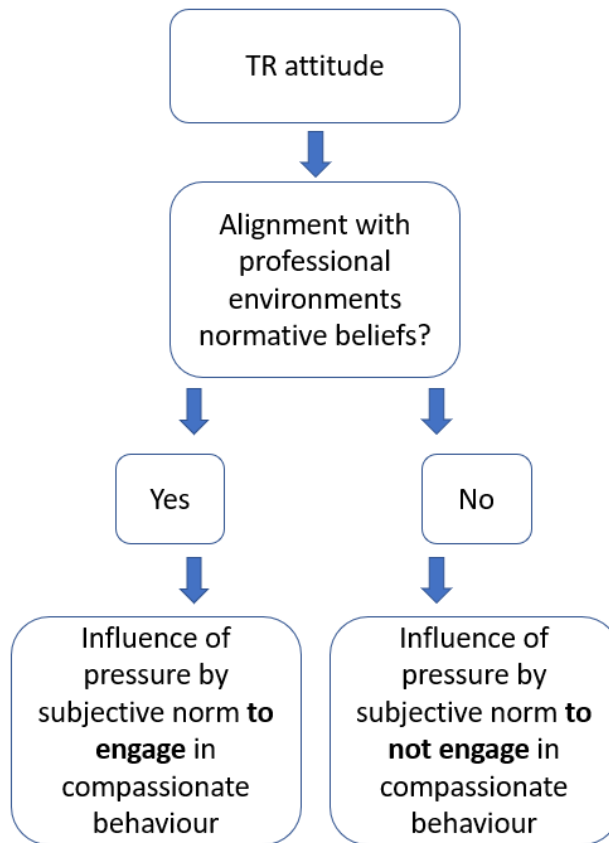 TR attitude
Alignment with
professional
environments
normative beliefs?
Yes
No
Influence of
pressure by
subjective norm to
engage in
compassionate
behaviour
Influence of
pressure by
subjective norm to
not engage in
compassionate
behaviour